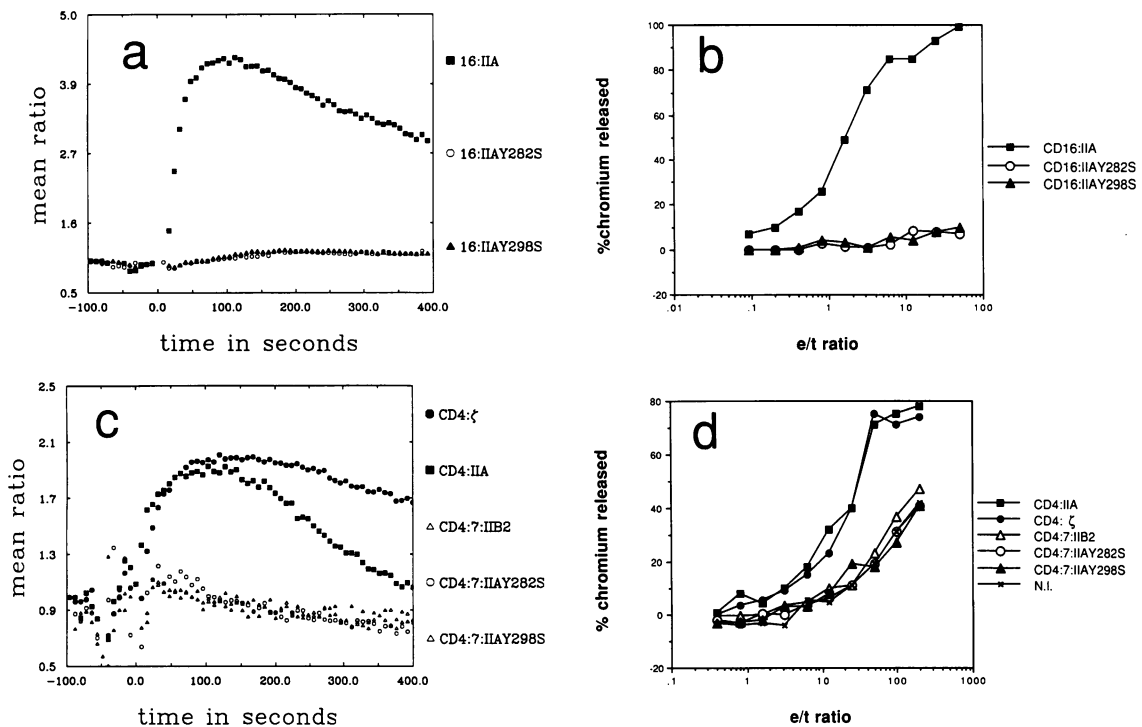 a
mean ratio
5.0
3.9
2.7
1.6
0.5
-100.0 0.0 100.0 200.0 300.0 400
time in seconds
16:IIA
16:IIAY282S
16:IIAY298S
b
%chromium released
100
80
60
40
20
0
-20
.01 .1 1 10 100
e/t ratio
CD16:IIA
CD16:IIAY282S
CD16:IIAY298S
c
mean ratio
2.5
2.1
1.7
1.3
0.9
0.5
-100.0 0.0 100.0 200.0 300.0 400.0
time in seconds
CD4:ζ
CD4:IIA
CD4:7:IIB2
CD4:7:IIAY282S
CD4:7:IIAY298S
d
% chromium released
80
60
40
20
0
-20
.1 1 10 100 1000
e/t ratio
CD4:IIA
CD4: ζ
CD4:7:IIB2
CD4:7:IIAY282S
CD4:7:IIAY298S
N.I.